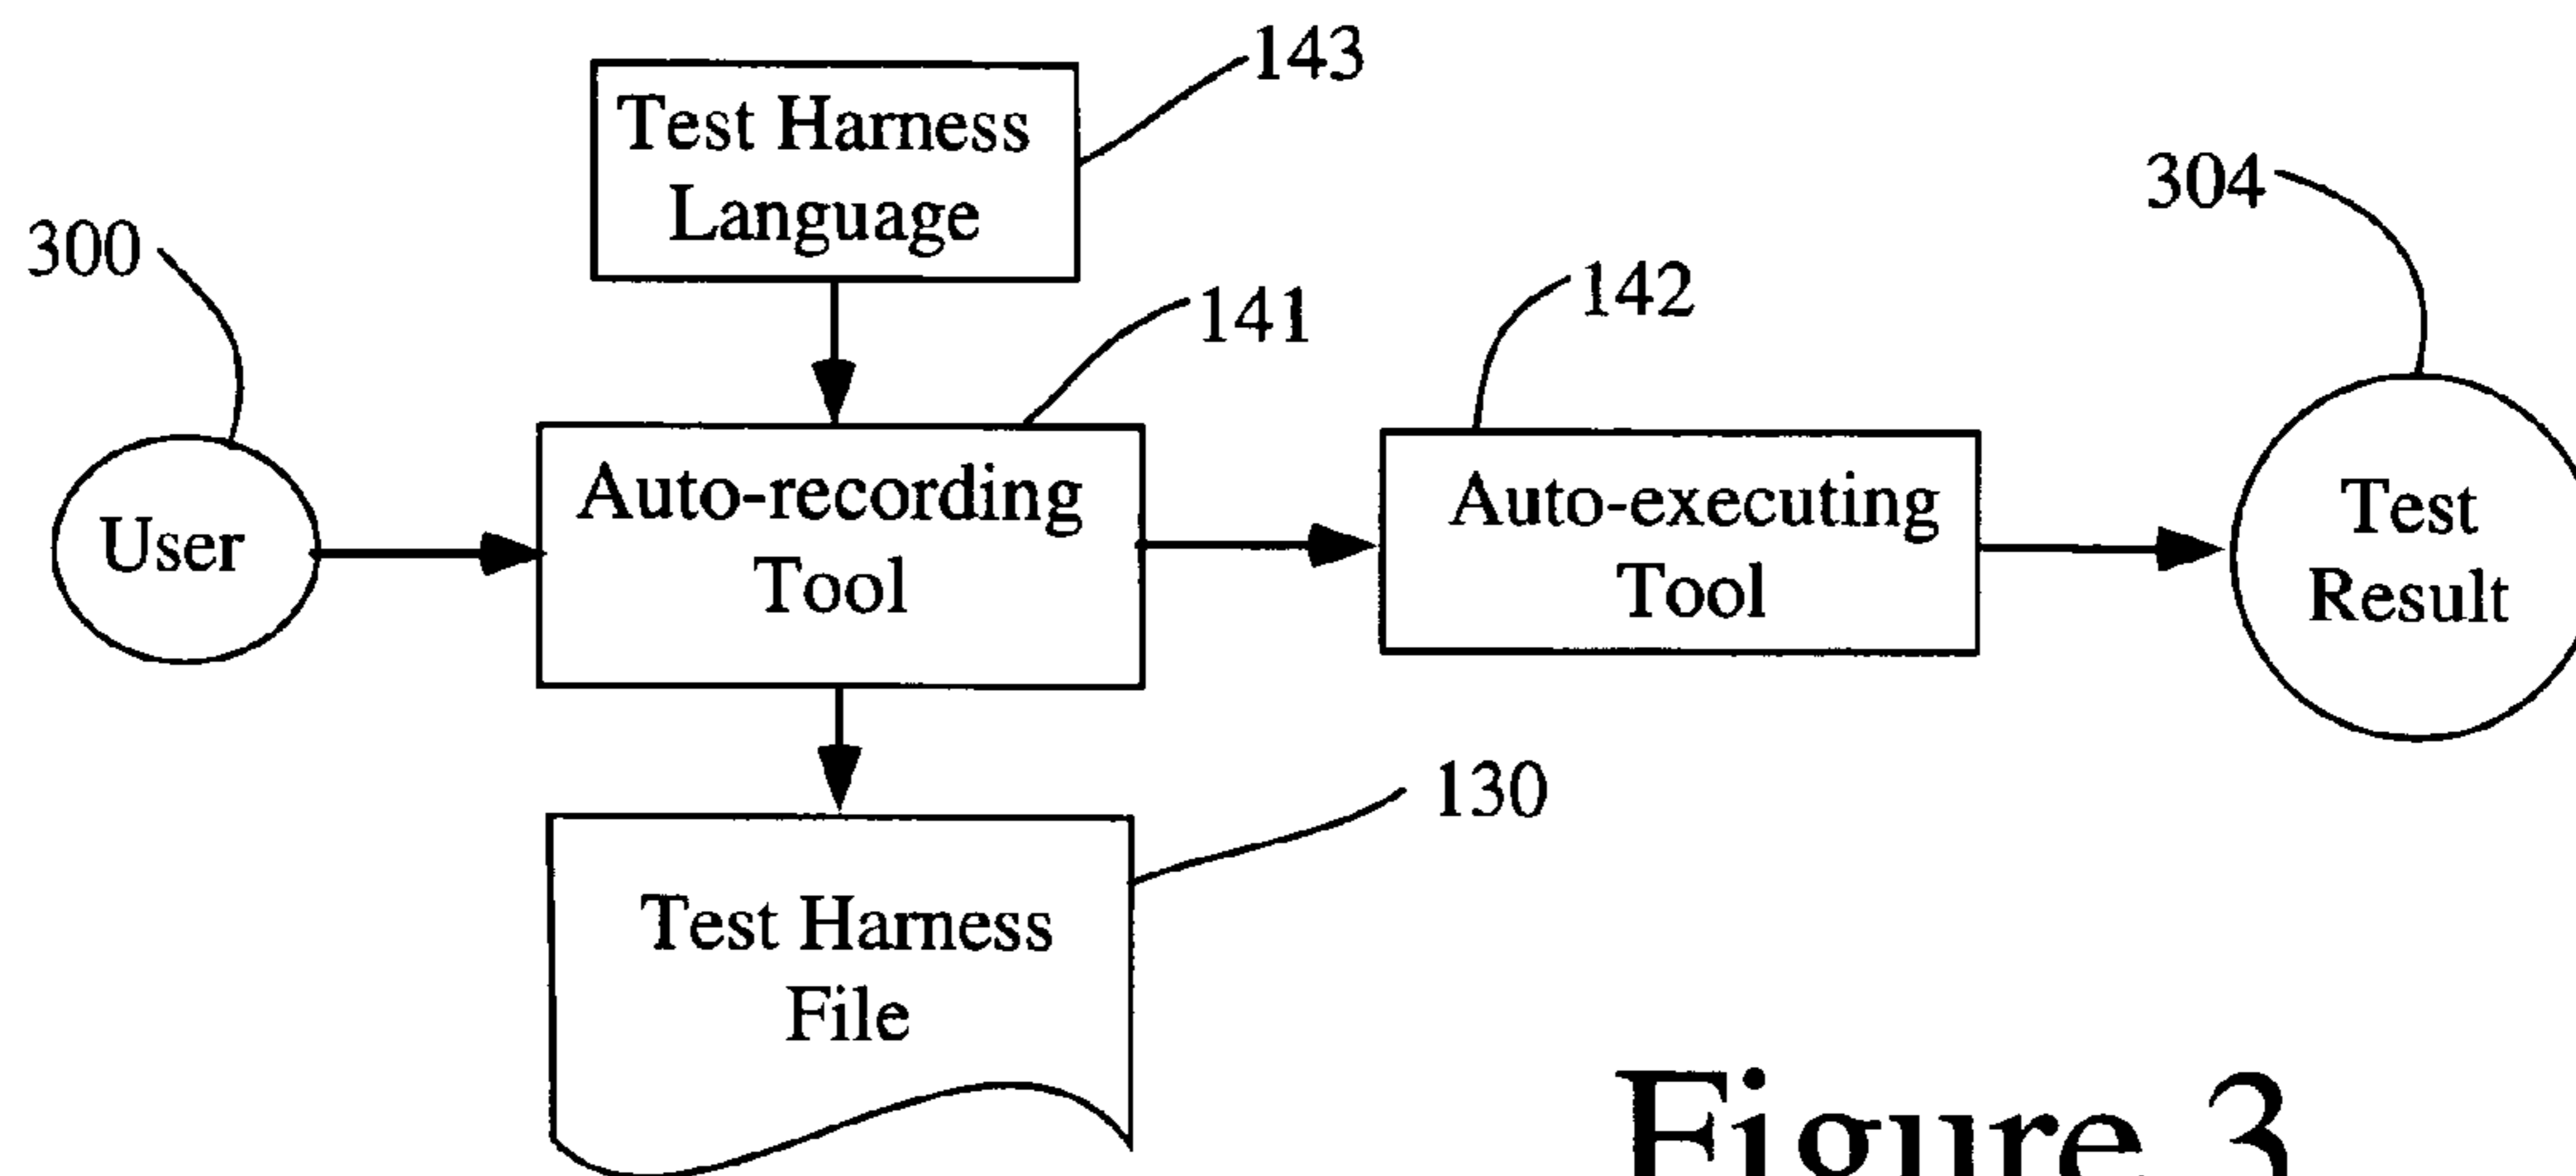 143
Test Harness
Language
300
304
141
142
User
Auto-recording
Tool
Auto-executing
Tool
Test
Result
130
Test Harness
File
Figure 3